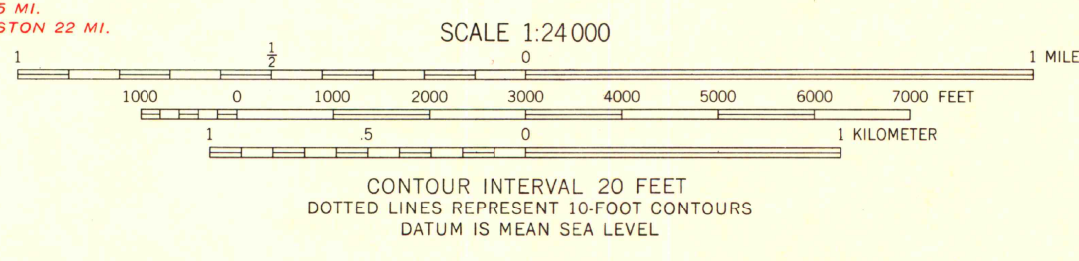 5 MI.
STON 22 MI.
SCALE 1:24 000
1 1/2 0 1 MILE
1000 0 1000 2000 3000 4000 5000 6000 7000 FEET
1 .5 0 1 KILOMETER
CONTOUR INTERVAL 20 FEET
DOTTED LINES REPRESENT 10-FOOT CONTOURS
DATUM IS MEAN SEA LEVEL